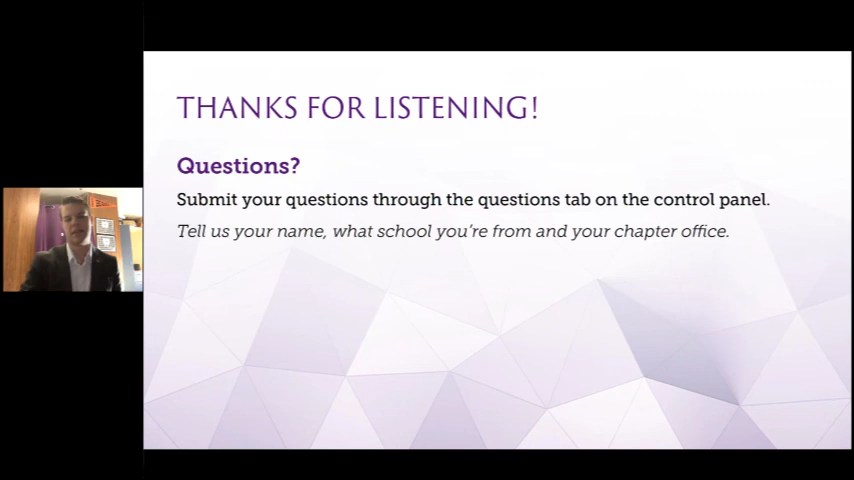 THANKS FOR LISTENING!
Questions?
Submit your questions through the questions tab on the control panel.
Tell us your name, what school you're from and your chapter office.